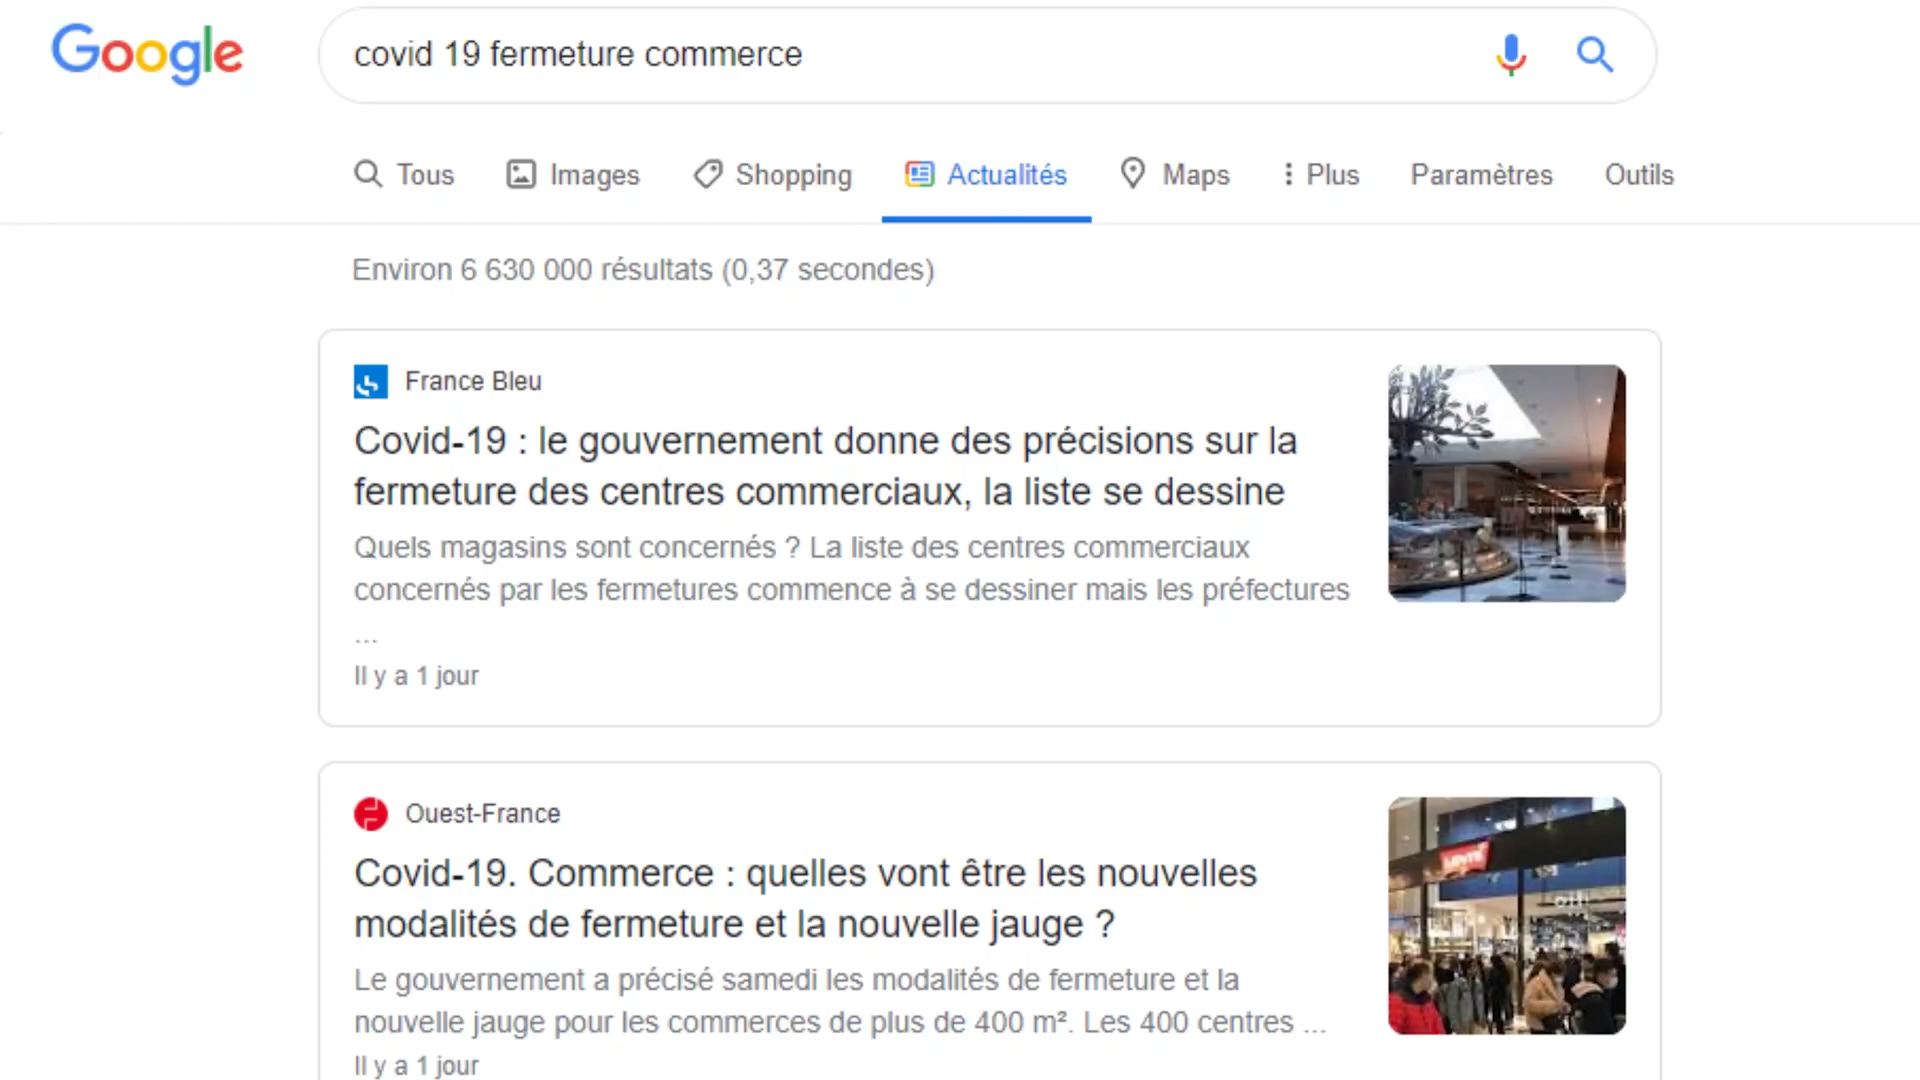 Google
covid 19 fermeture commerce
Tous Images Shopping Actualités Maps Plus Paramètres Outils
Environ 6 630 000 résultats (0,37 secondes)
France Bleu
Covid-19 : le gouvernement donne des précisions sur la
fermeture des centres commerciaux, la liste se dessine
Quels magasins sont concernés ? La liste des centres commerciaux
concernés par les fermetures commence à se dessiner mais les préfectures
...
Il y a 1 jour
Ouest-France
Covid-19. Commerce : quelles vont être les nouvelles
modalités de fermeture et la nouvelle jauge ?
Le gouvernement a précisé samedi les modalités de fermeture et la
nouvelle jauge pour les commerces de plus de 400 m². Les 400 centres ...
Il y a 1 jour